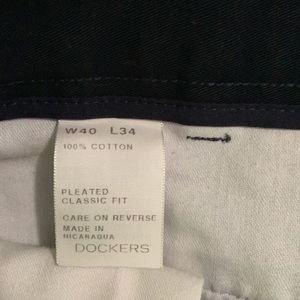 W40 L34
100% COTTON
PLEATED
CLASSIC FIT
CARE ON REVERSE
MADE IN
NICARAGUA
DOCKERS